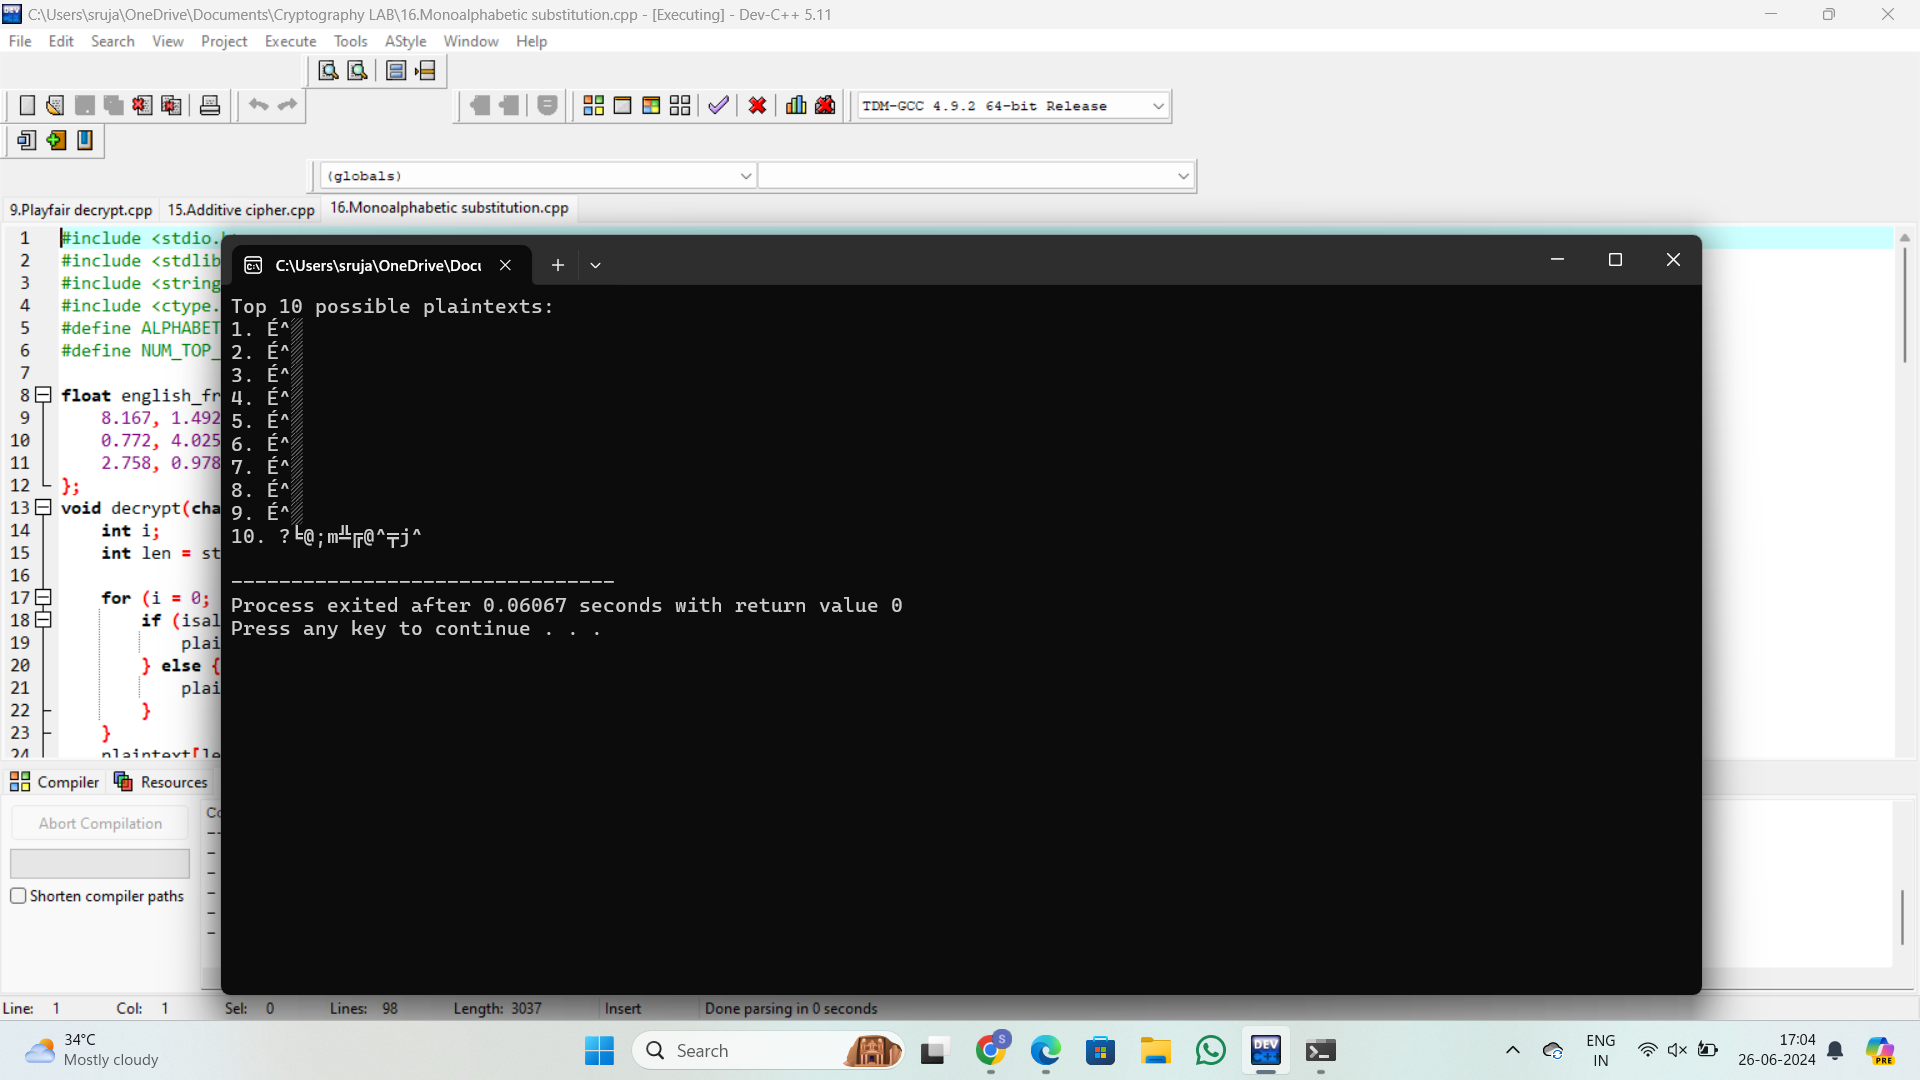 C:\Users\sruja\OneDrive\Documents\Cryptography LAB\16.Monoalphabetic substitution.cpp - [Executing] - Dev-C++ 5.11
File Edit Search View Project Execute Tools AStyle Window Help
TDM-GCC 4.9.2 64-bit Release
(globals)
9.Playfair decrypt.cpp 15.Additive cipher.cpp 16.Monoalphabetic substitution.cpp
1 #include <stdio.
2 #include <stdlib
3 #include <string
4 #include <ctype.
5 #define ALPHABET
6 #define NUM_TOP_
7
8 float english_fr
9 8.167, 1.492
10 0.772, 4.025
11 2.758, 0.978
12 };
13 void decrypt(cha
14 int i;
15 int len = st
16
17 for (i = 0;
18 if (isal
19 plai
20 } else {
21 plai
22 }
23 }
24 plaintext[le
C:\Users\sruja\OneDrive\Docu
Top 10 possible plaintexts:
1. É^▒
2. É^▒
3. É^▒
4. É^▒
5. É^▒
6. É^▒
7. É^▒
8. É^▒
9. É^▒
10. ?╘@;m╩╔@^╤j^
--------------------------------
Process exited after 0.06067 seconds with return value 0
Press any key to continue . . .
Compiler Resources
Abort Compilation
Shorten compiler paths
Line: 1 Col: 1 Sel: 0 Lines: 98 Length: 3037 Insert Done parsing in 0 seconds
34°C
Mostly cloudy
Search
S
DEV
C++
ENG
IN
17:04
26-06-2024
PRE